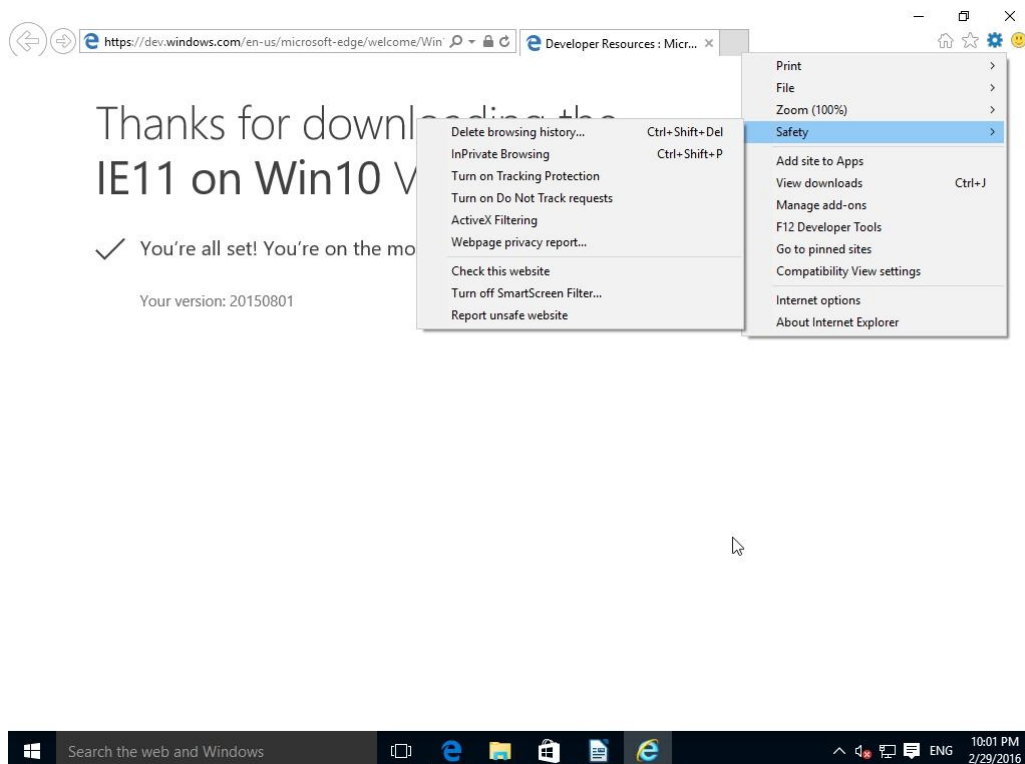 https://dev.windows.com/en-us/microsoft-edge/welcome/Win
Developer Resources : Micr...
Thanks for downloading the
IE11 on Win10
You're all set! You're on the mo
Your version: 20150801
Delete browsing history... Ctrl+Shift+Del
InPrivate Browsing Ctrl+Shift+P
Turn on Tracking Protection
Turn on Do Not Track requests
ActiveX Filtering
Webpage privacy report...
Check this website
Turn off SmartScreen Filter...
Report unsafe website
Print
File
Zoom (100%)
Safety
Add site to Apps
View downloads Ctrl+J
Manage add-ons
F12 Developer Tools
Go to pinned sites
Compatibility View settings
Internet options
About Internet Explorer
Search the web and Windows
ENG
10:01 PM
2/29/2016